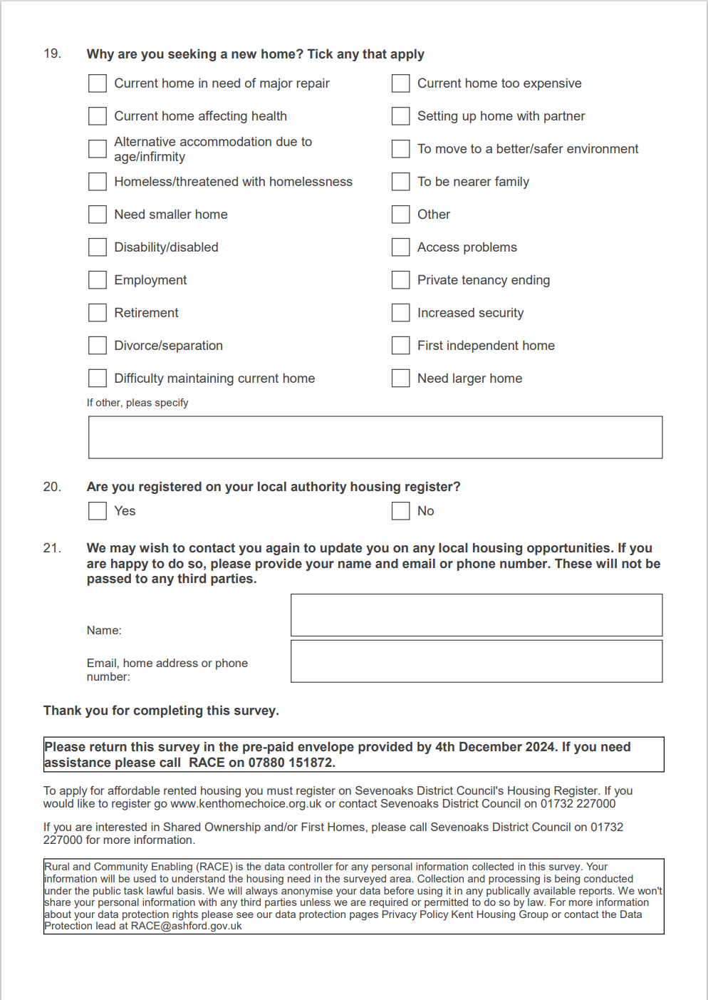 19. Why are you seeking a new home? Tick any that apply
Current home in need of major repair
Current home too expensive
Current home affecting health
Setting up home with partner
Alternative accommodation due to
age/infirmity
To move to a better/safer environment
Homeless/threatened with homelessness
To be nearer family
Need smaller home
Other
Disability/disabled
Access problems
Employment
Private tenancy ending
Retirement
Increased security
Divorce/separation
First independent home
Difficulty maintaining current home
Need larger home
If other, pleas specify
20. Are you registered on your local authority housing register?
Yes
No
21. We may wish to contact you again to update you on any local housing opportunities. If you
are happy to do so, please provide your name and email or phone number. These will not be
passed to any third parties.
Name:
Email, home address or phone
number:
Thank you for completing this survey.
Please return this survey in the pre-paid envelope provided by 4th December 2024. If you need
assistance please call  RACE on 07880 151872.
To apply for affordable rented housing you must register on Sevenoaks District Council's Housing Register. If you
would like to register go www.kenthomechoice.org.uk or contact Sevenoaks District Council on 01732 227000
If you are interested in Shared Ownership and/or First Homes, please call Sevenoaks District Council on 01732
227000 for more information.
Rural and Community Enabling (RACE) is the data controller for any personal information collected in this survey. Your
information will be used to understand the housing need in the surveyed area. Collection and processing is being conducted
under the public task lawful basis. We will always anonymise your data before using it in any publically available reports. We won't
share your personal information with any third parties unless we are required or permitted to do so by law. For more information
about your data protection rights please see our data protection pages Privacy Policy Kent Housing Group or contact the Data
Protection lead at RACE@ashford.gov.uk